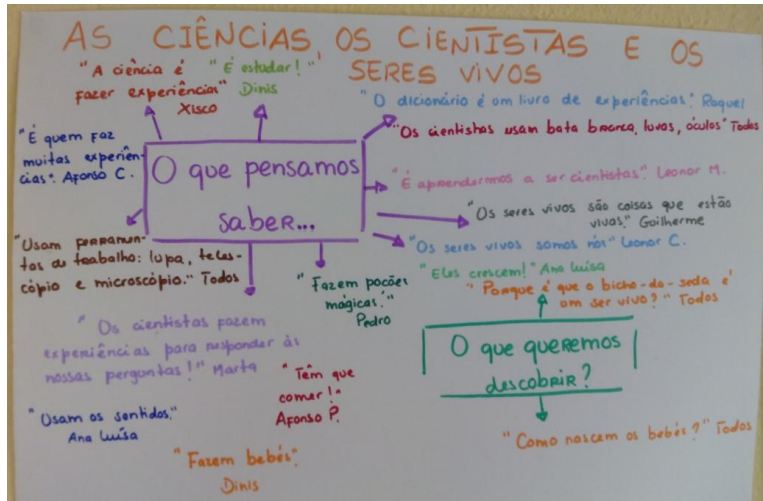 AS CIÊNCIAS, OS CIENTISTAS E OS
SERES VIVOS
"A ciência é
fazer experiências"
Xisco
"É estudar!"
Dinis
"O dicionário é om livro de experiências." Raquel
"Os cientistas usam bata branca, luvas, óculos" Todos
"É quem faz
muitas experiên-
cias". Afonso C.
O que pensamos
saber...
"É aprendermos a ser cientistas". Leonor M.
"Os seres vivos são coisas que estão
vivas." Guilherme
"Os seres vivos somos nós" Leonor C.
"Usam ferramen-
tas de trabalho: lupa, teles-
cópio e microscópio." Todos
"Fazem poções
mágicas."
Pedro
"Eles crescem!" Ana Luísa
"Porque é que o bicho-da-seda é
om ser vivo?" Todos
"Os cientistas fazem
experiências para responder às
nossas perguntas!" Marta
"Têm que
comer!"
Afonso P.
O que queremos
descobrir?
"Usam os sentidos."
Ana Luísa
"Fazem bebés".
Dinis
"Como nascem os bebés?" Todos